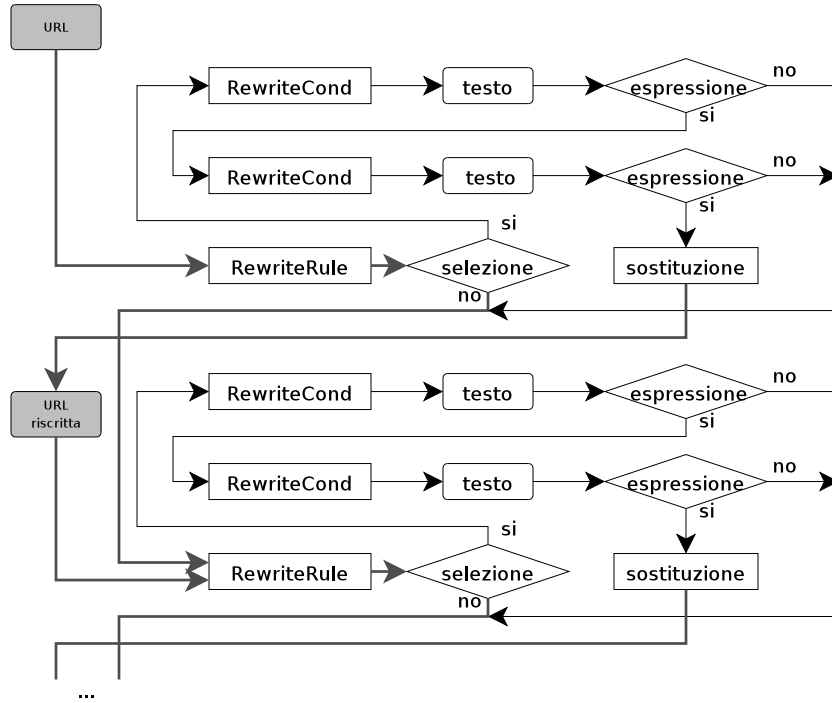 URL
RewriteCond testo espressione no
si
RewriteCond testo espressione no
si
si
RewriteRule selezione sostituzione
no
RewriteCond testo espressione no
URL
riscritta
si
RewriteCond testo espressione no
si
si
RewriteRule selezione sostituzione
no
...